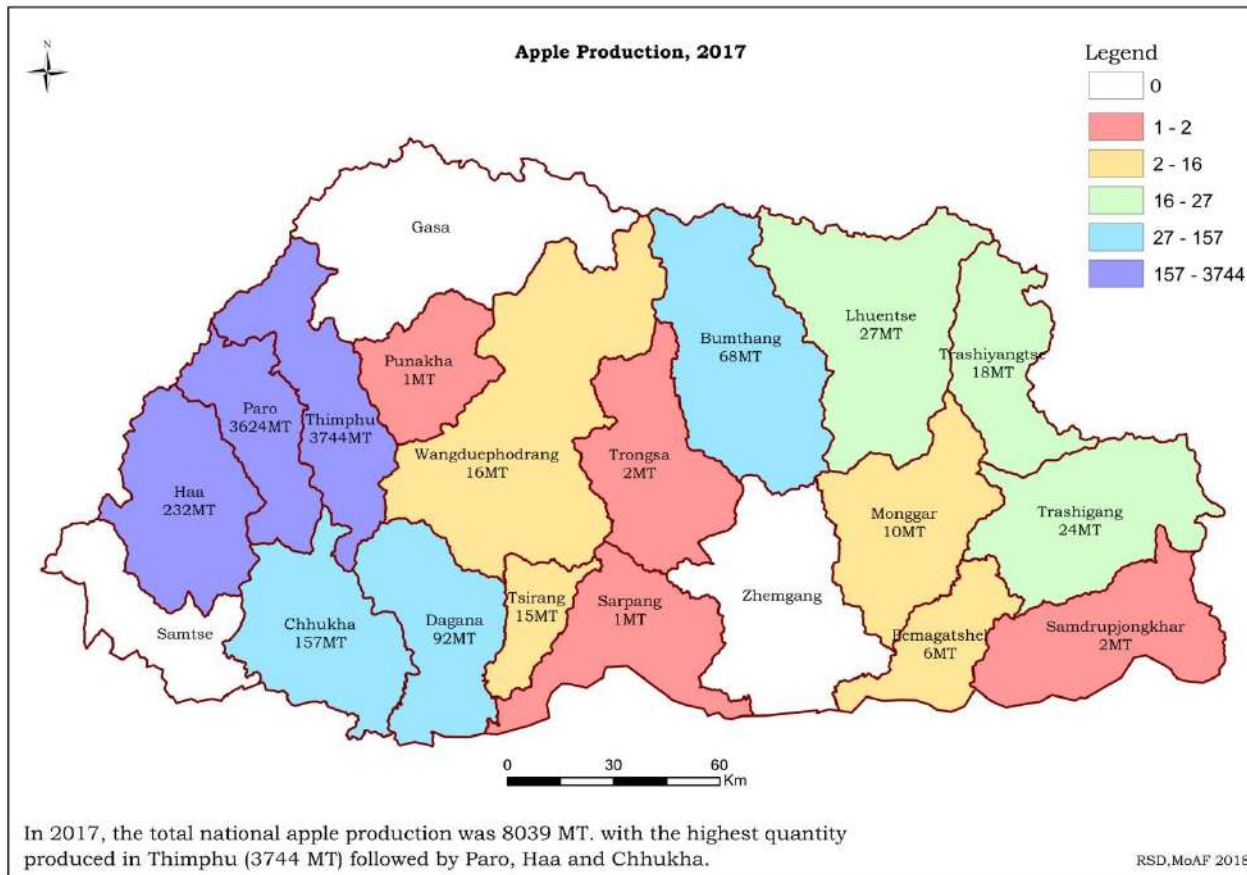 N
Apple Production, 2017
Legend
0
1 - 2
2 - 16
16 - 27
27 - 157
157 - 3744
Gasa
Punakha
1MT
Bumthang
68MT
Lhuentse
27MT
Trashiyangtse
18MT
Paro
3624MT
Thimphu
3744MT
Wangduephodrang
16MT
Trongsa
2MT
Haa
232MT
Monggar
10MT
Trashigang
24MT
Samtse
Chhukha
157MT
Dagana
92MT
Tsirang
15MT
Sarpang
1MT
Zhemgang
Pemagatshel
6MT
Samdrupjongkhar
2MT
0 30 60
Km
In 2017, the total national apple production was 8039 MT. with the highest quantity
produced in Thimphu (3744 MT) followed by Paro, Haa and Chhukha.
RSD,MoAF 2018